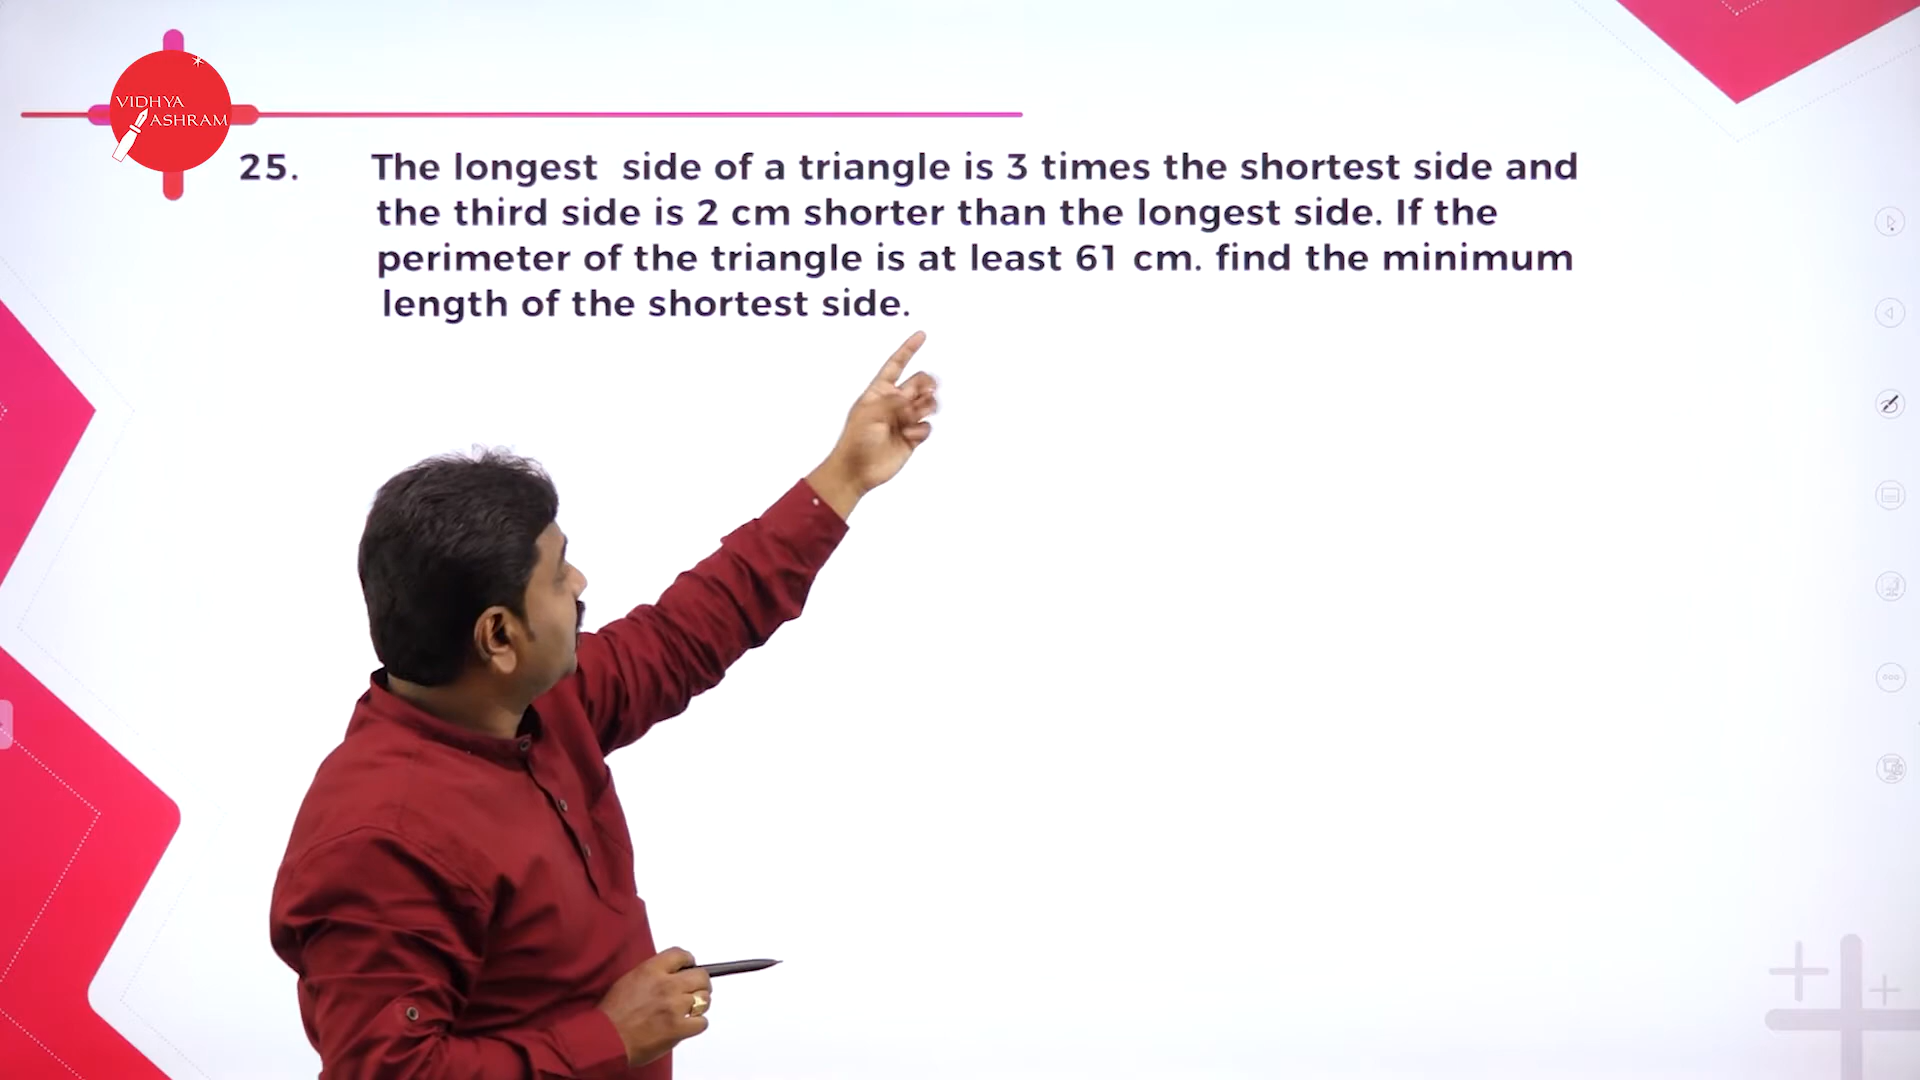 VIDHYA
ASHRAM
25. The longest side of a triangle is 3 times the shortest side and
the third side is 2 cm shorter than the longest side. If the
perimeter of the triangle is at least 61 cm. find the minimum
length of the shortest side.